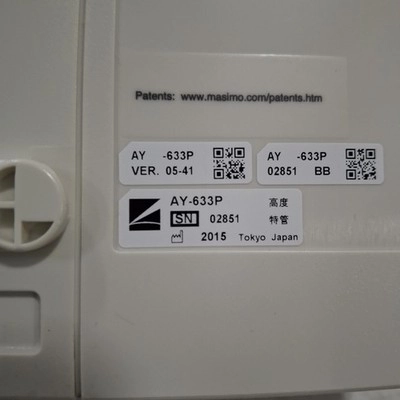 Patents: www.masimo.com/patents.htm
AY -633P
VER. 05-41
AY -633P
02851 BB
AY-633P
高度
SN 02851
特管
2015 Tokyo Japan